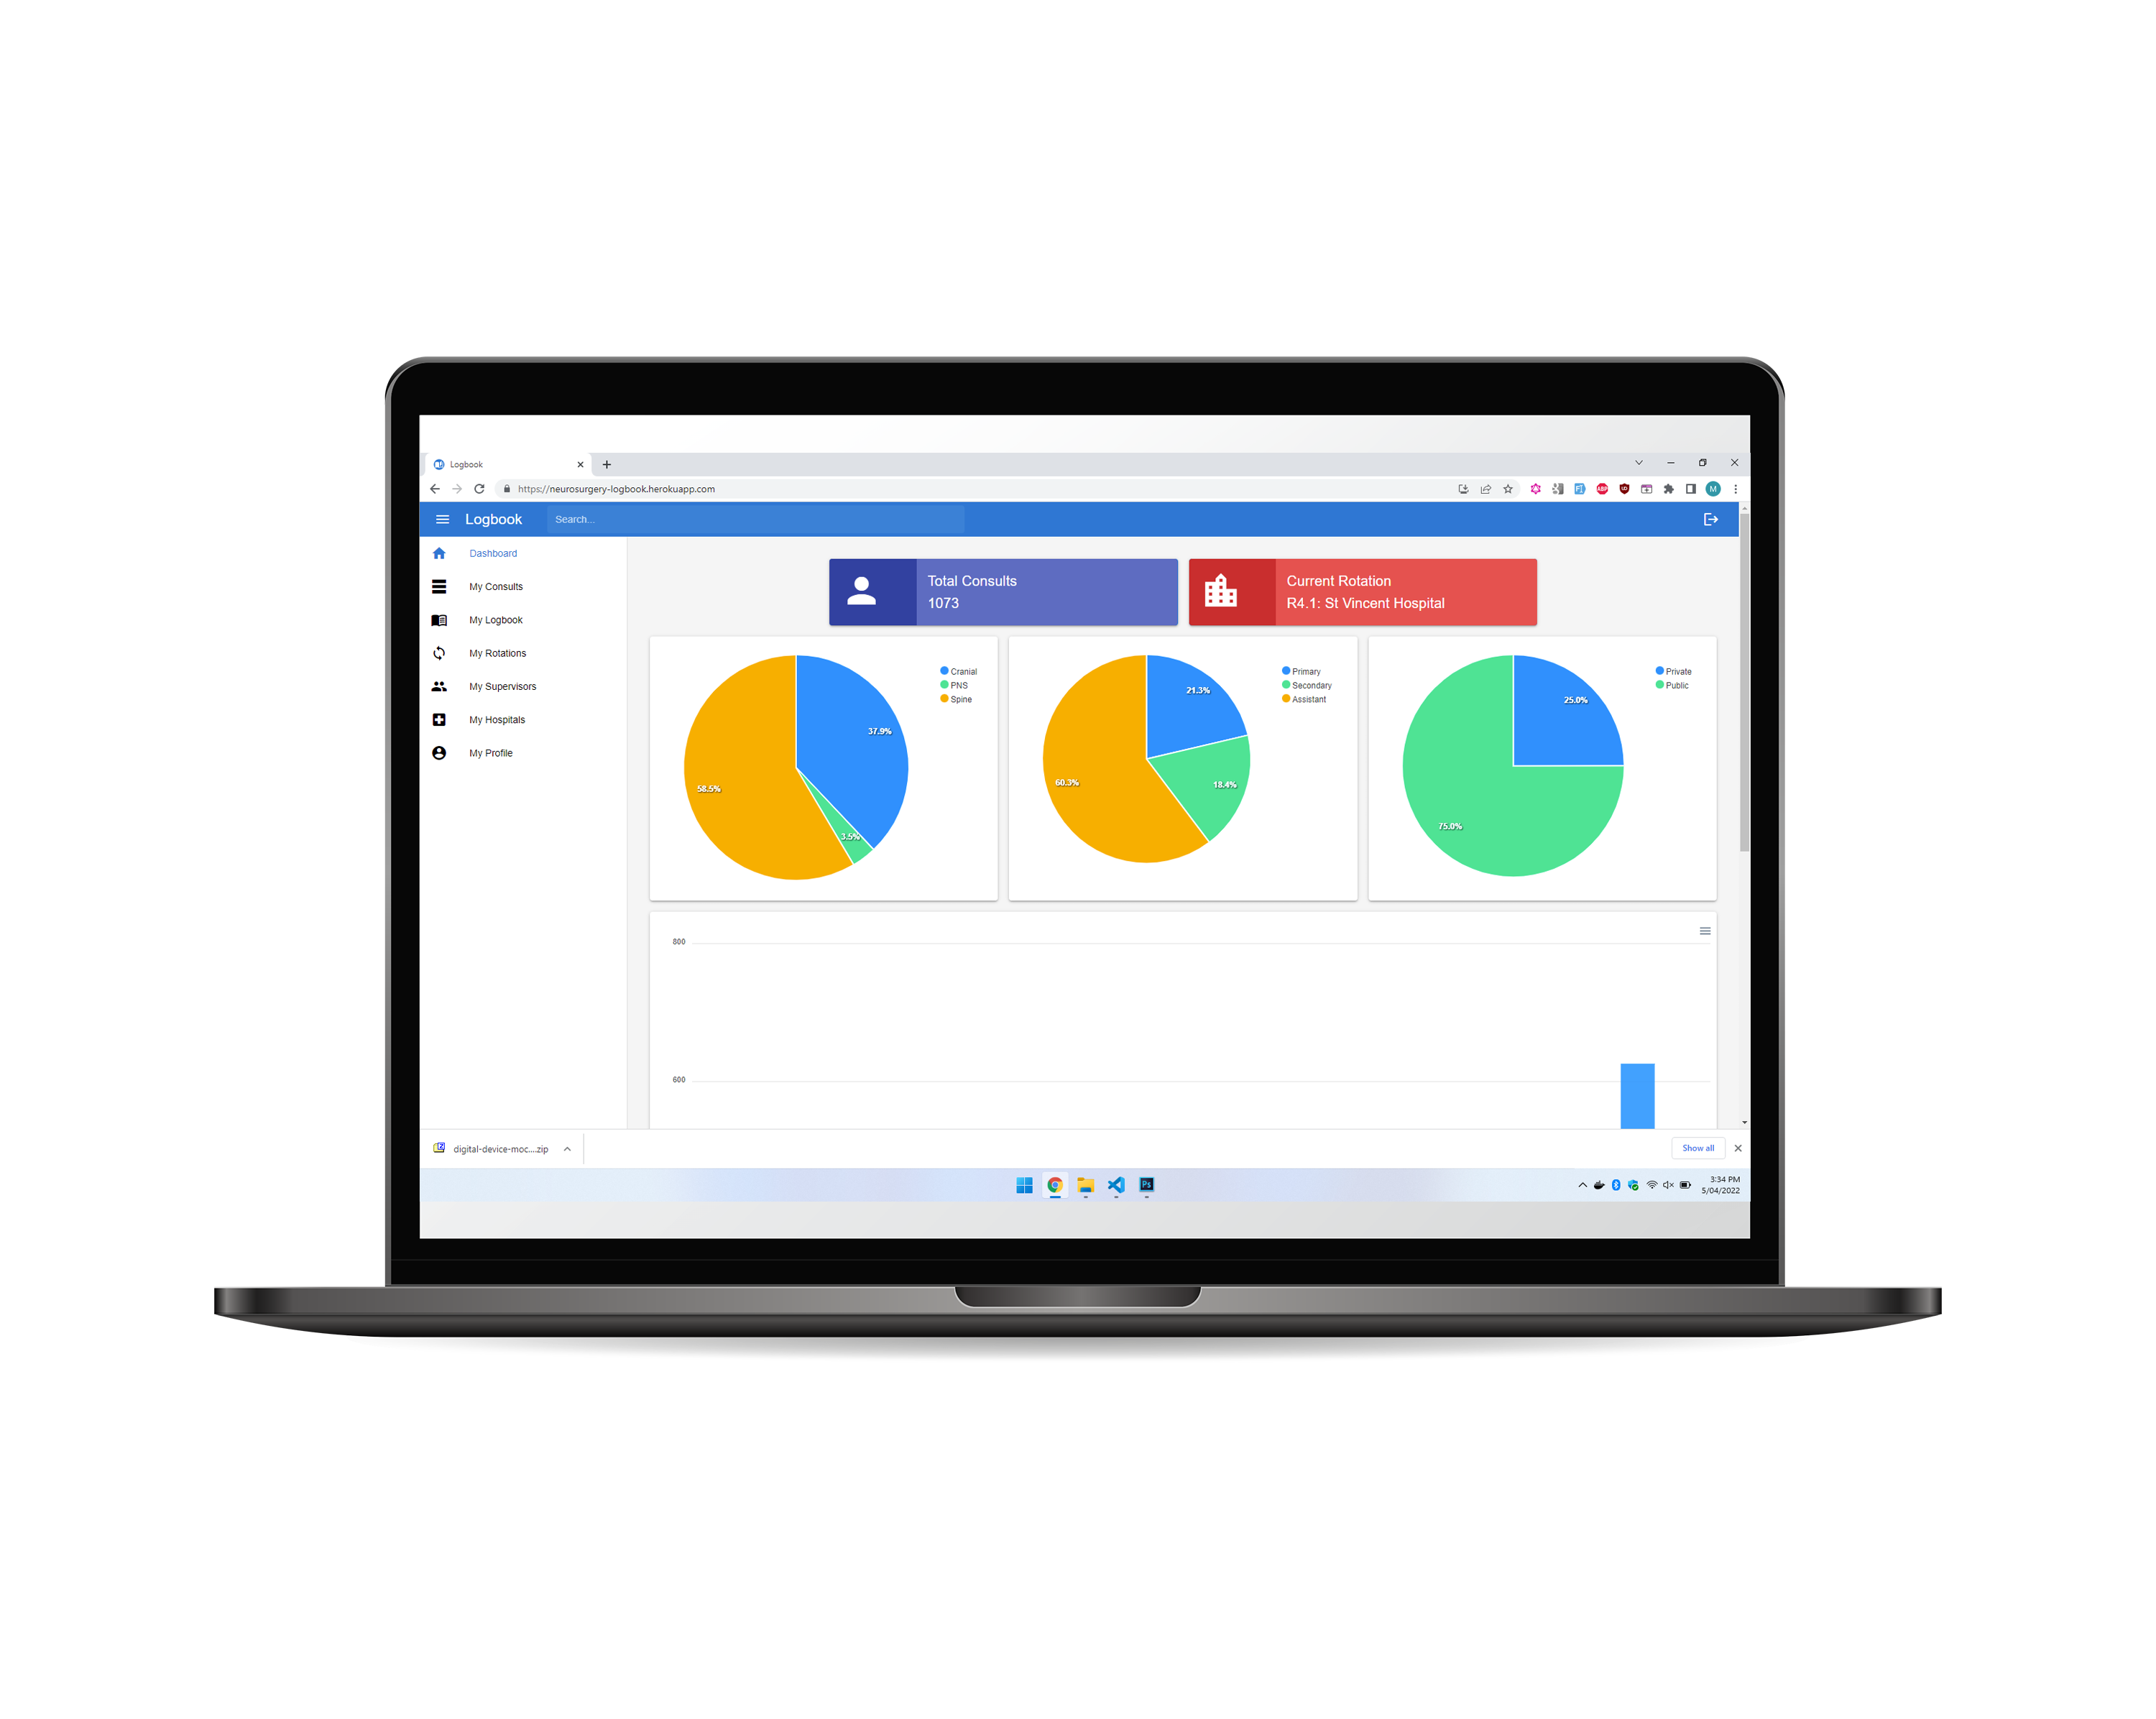 Logbook
https://neurosurgery-logbook.herokuapp.com
ABP
M
Logbook
Search...
Dashboard
My Consults
My Logbook
My Rotations
My Supervisors
My Hospitals
My Profile
Total Consults
1073
Current Rotation
R4.1: St Vincent Hospital
37.9%
3.5%
58.5%
Cranial
PNS
Spine
21.3%
18.4%
60.3%
Primary
Secondary
Assistant
25.0%
75.0%
Private
Public
800
600
digital-device-moc....zip
Show all
Ps
3:34 PM
5/04/2022